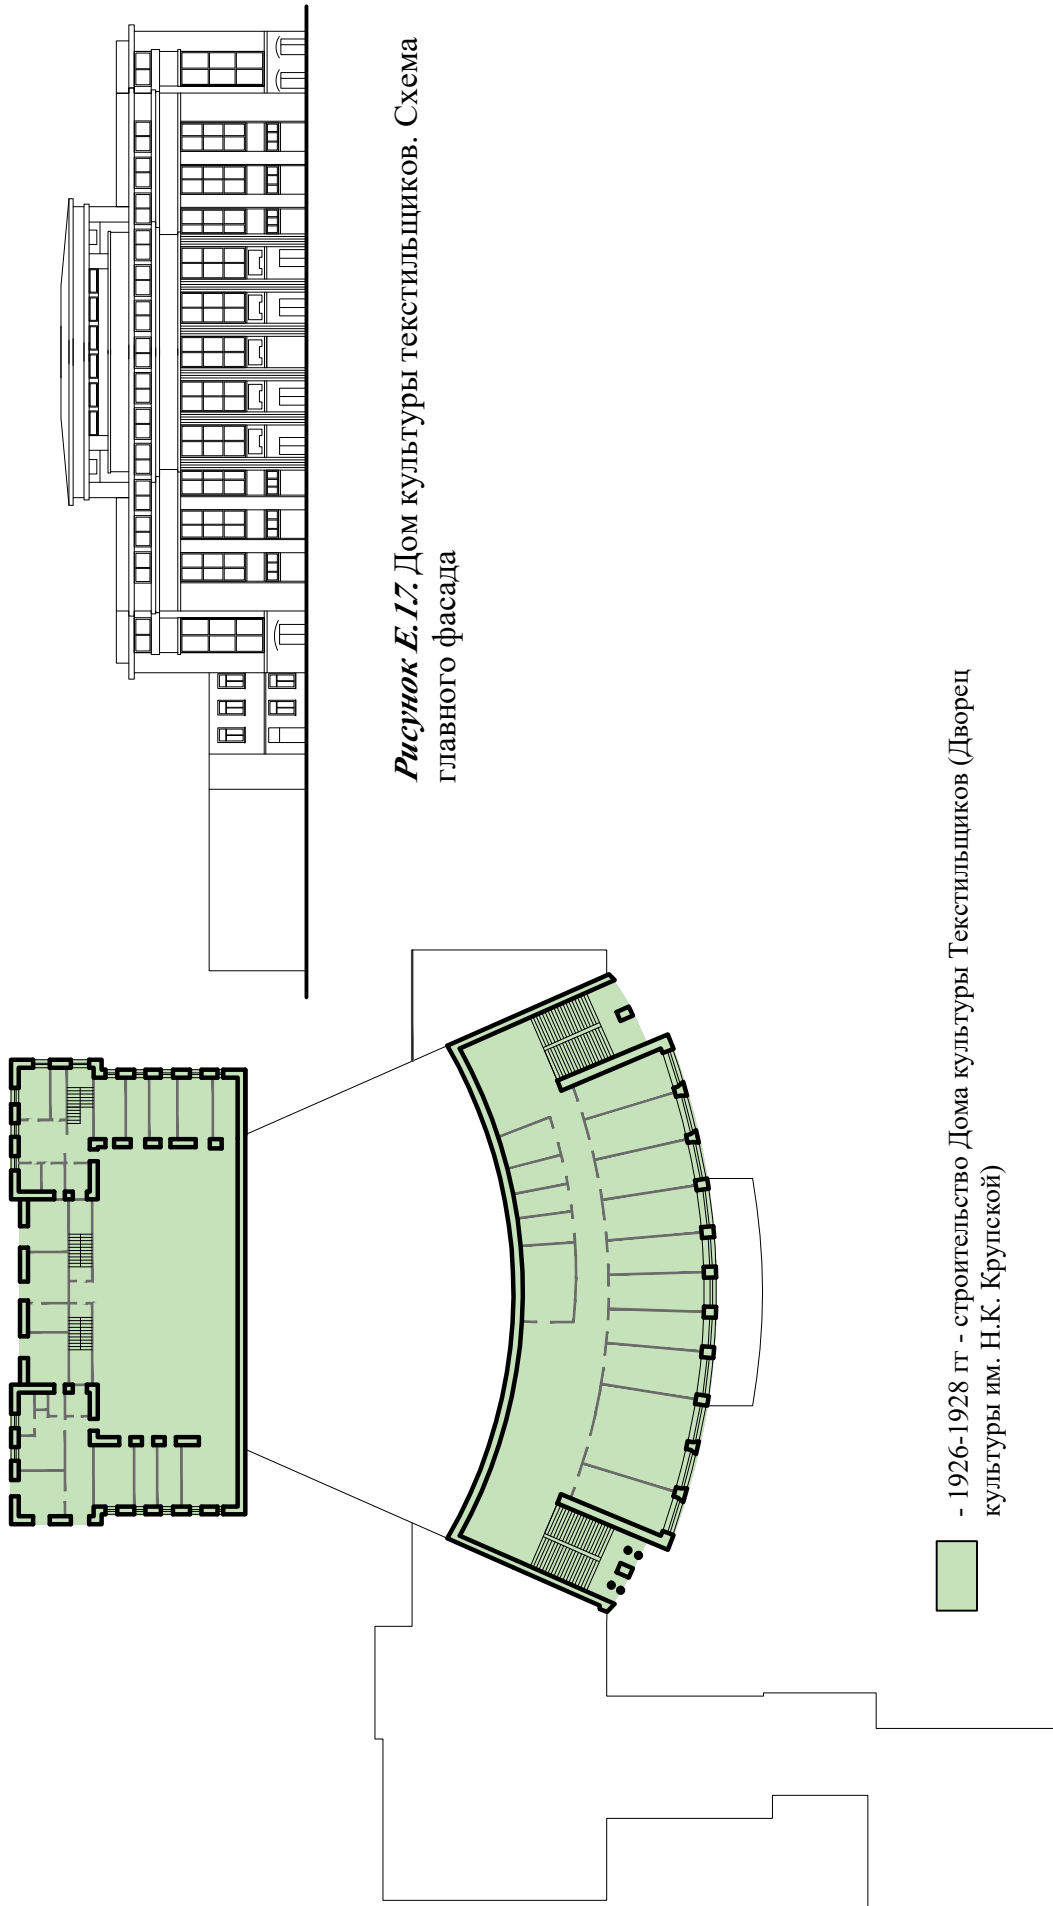 Рисунок Е.17. Дом культуры текстильщиков. Схема
главного фасада
- 1926-1928 гг - строительство Дома культуры Текстильщиков (Дворец
культуры им. Н.К. Крупской)